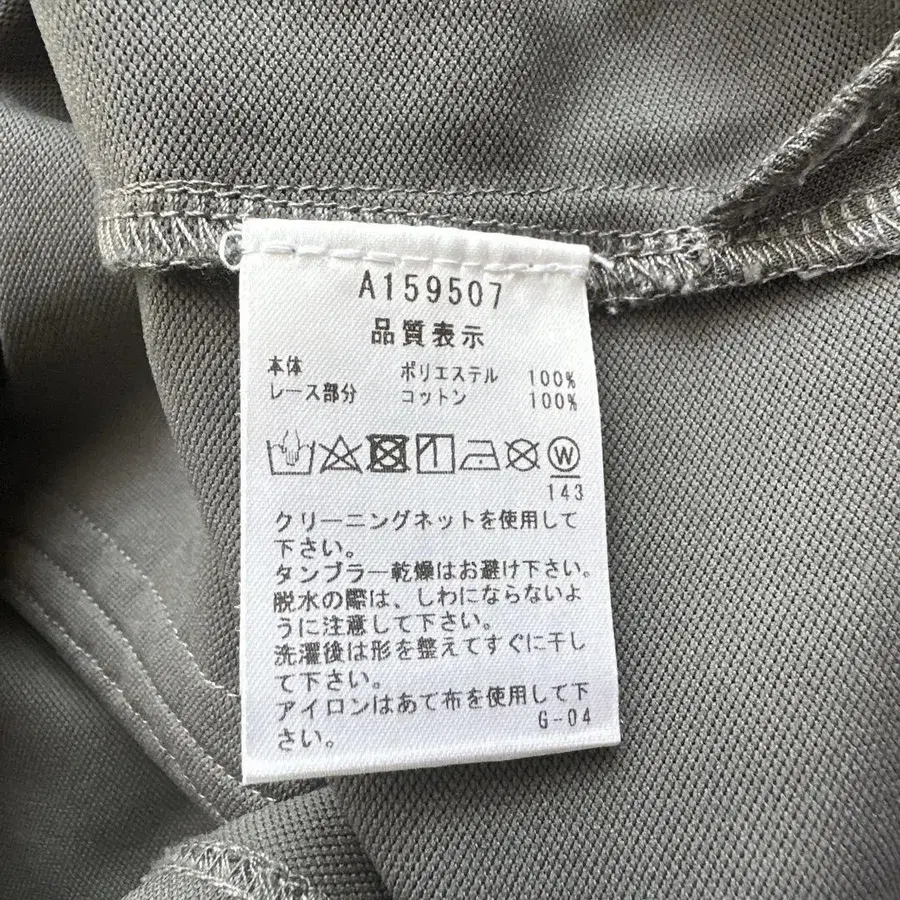 A159507
品質表示
本体 ポリエステル 100%
レース部分 コットン 100%
W
143
クリーニングネットを使用して
下さい。
タンブラー乾燥はお避け下さい。
脱水の際は、しわにならないよ
うに注意して下さい。
洗濯後は形を整えてすぐに干し
て下さい。
アイロンはあて布を使用して下
さい。
G-04